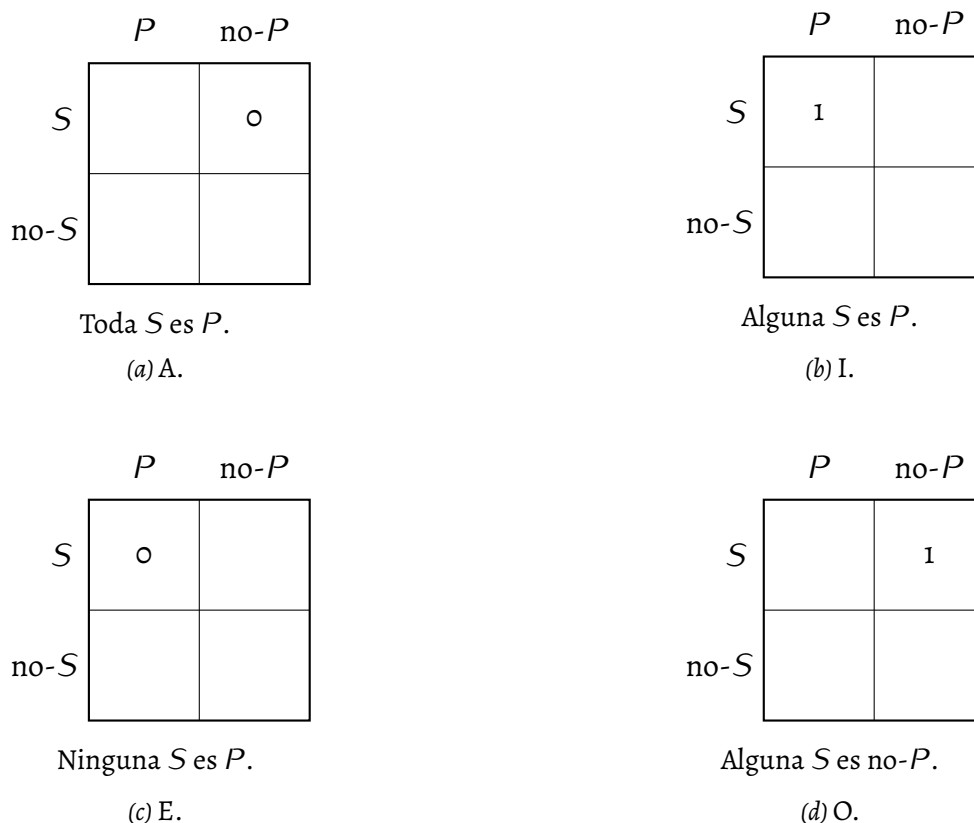 P no-P
S 0
no-S
Toda S es P.
(a) A.
P no-P
S 1
no-S
Alguna S es P.
(b) I.
P no-P
S 0
no-S
Ninguna S es P.
(c) E.
P no-P
S 1
no-S
Alguna S es no-P.
(d) O.